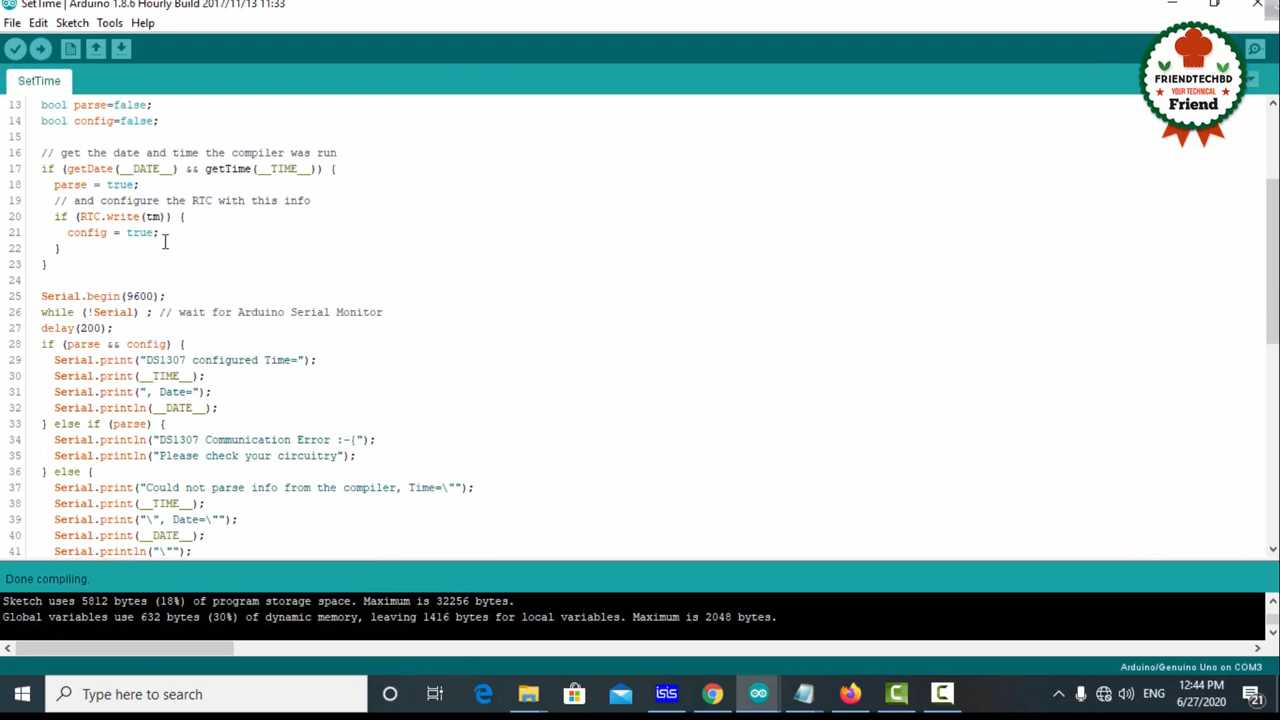 SetTime | Arduino 1.8.6 Hourly Build 2017/11/13 11:33
File Edit Sketch Tools Help
SetTime
13 bool parse=false;
14 bool config=false;
15
16 // get the date and time the compiler was run
17 if (getDate(__DATE__) && getTime(__TIME__)) {
18 parse = true;
19 // and configure the RTC with this info
20 if (RTC.write(tm)) {
21 config = true;
22 }
23 }
24
25 Serial.begin(9600);
26 while (!Serial) ; // wait for Arduino Serial Monitor
27 delay(200);
28 if (parse && config) {
29 Serial.print("DS1307 configured Time=");
30 Serial.print(__TIME__);
31 Serial.print(", Date=");
32 Serial.println(__DATE__);
33 } else if (parse) {
34 Serial.println("DS1307 Communication Error :-{");
35 Serial.println("Please check your circuitry");
36 } else {
37 Serial.print("Could not parse info from the compiler, Time=\"");
38 Serial.print(__TIME__);
39 Serial.print("\", Date=\"");
40 Serial.print(__DATE__);
41 Serial.println("\"");
FRIENDTECHBD
YOUR TECHNICAL
Friend
Done compiling.
Sketch uses 5812 bytes (18%) of program storage space. Maximum is 32256 bytes.
Global variables use 632 bytes (30%) of dynamic memory, leaving 1416 bytes for local variables. Maximum is 2048 bytes.
Arduino/Genuino Uno on COM3
Type here to search
isis
ENG
12:44 PM
6/27/2020
21